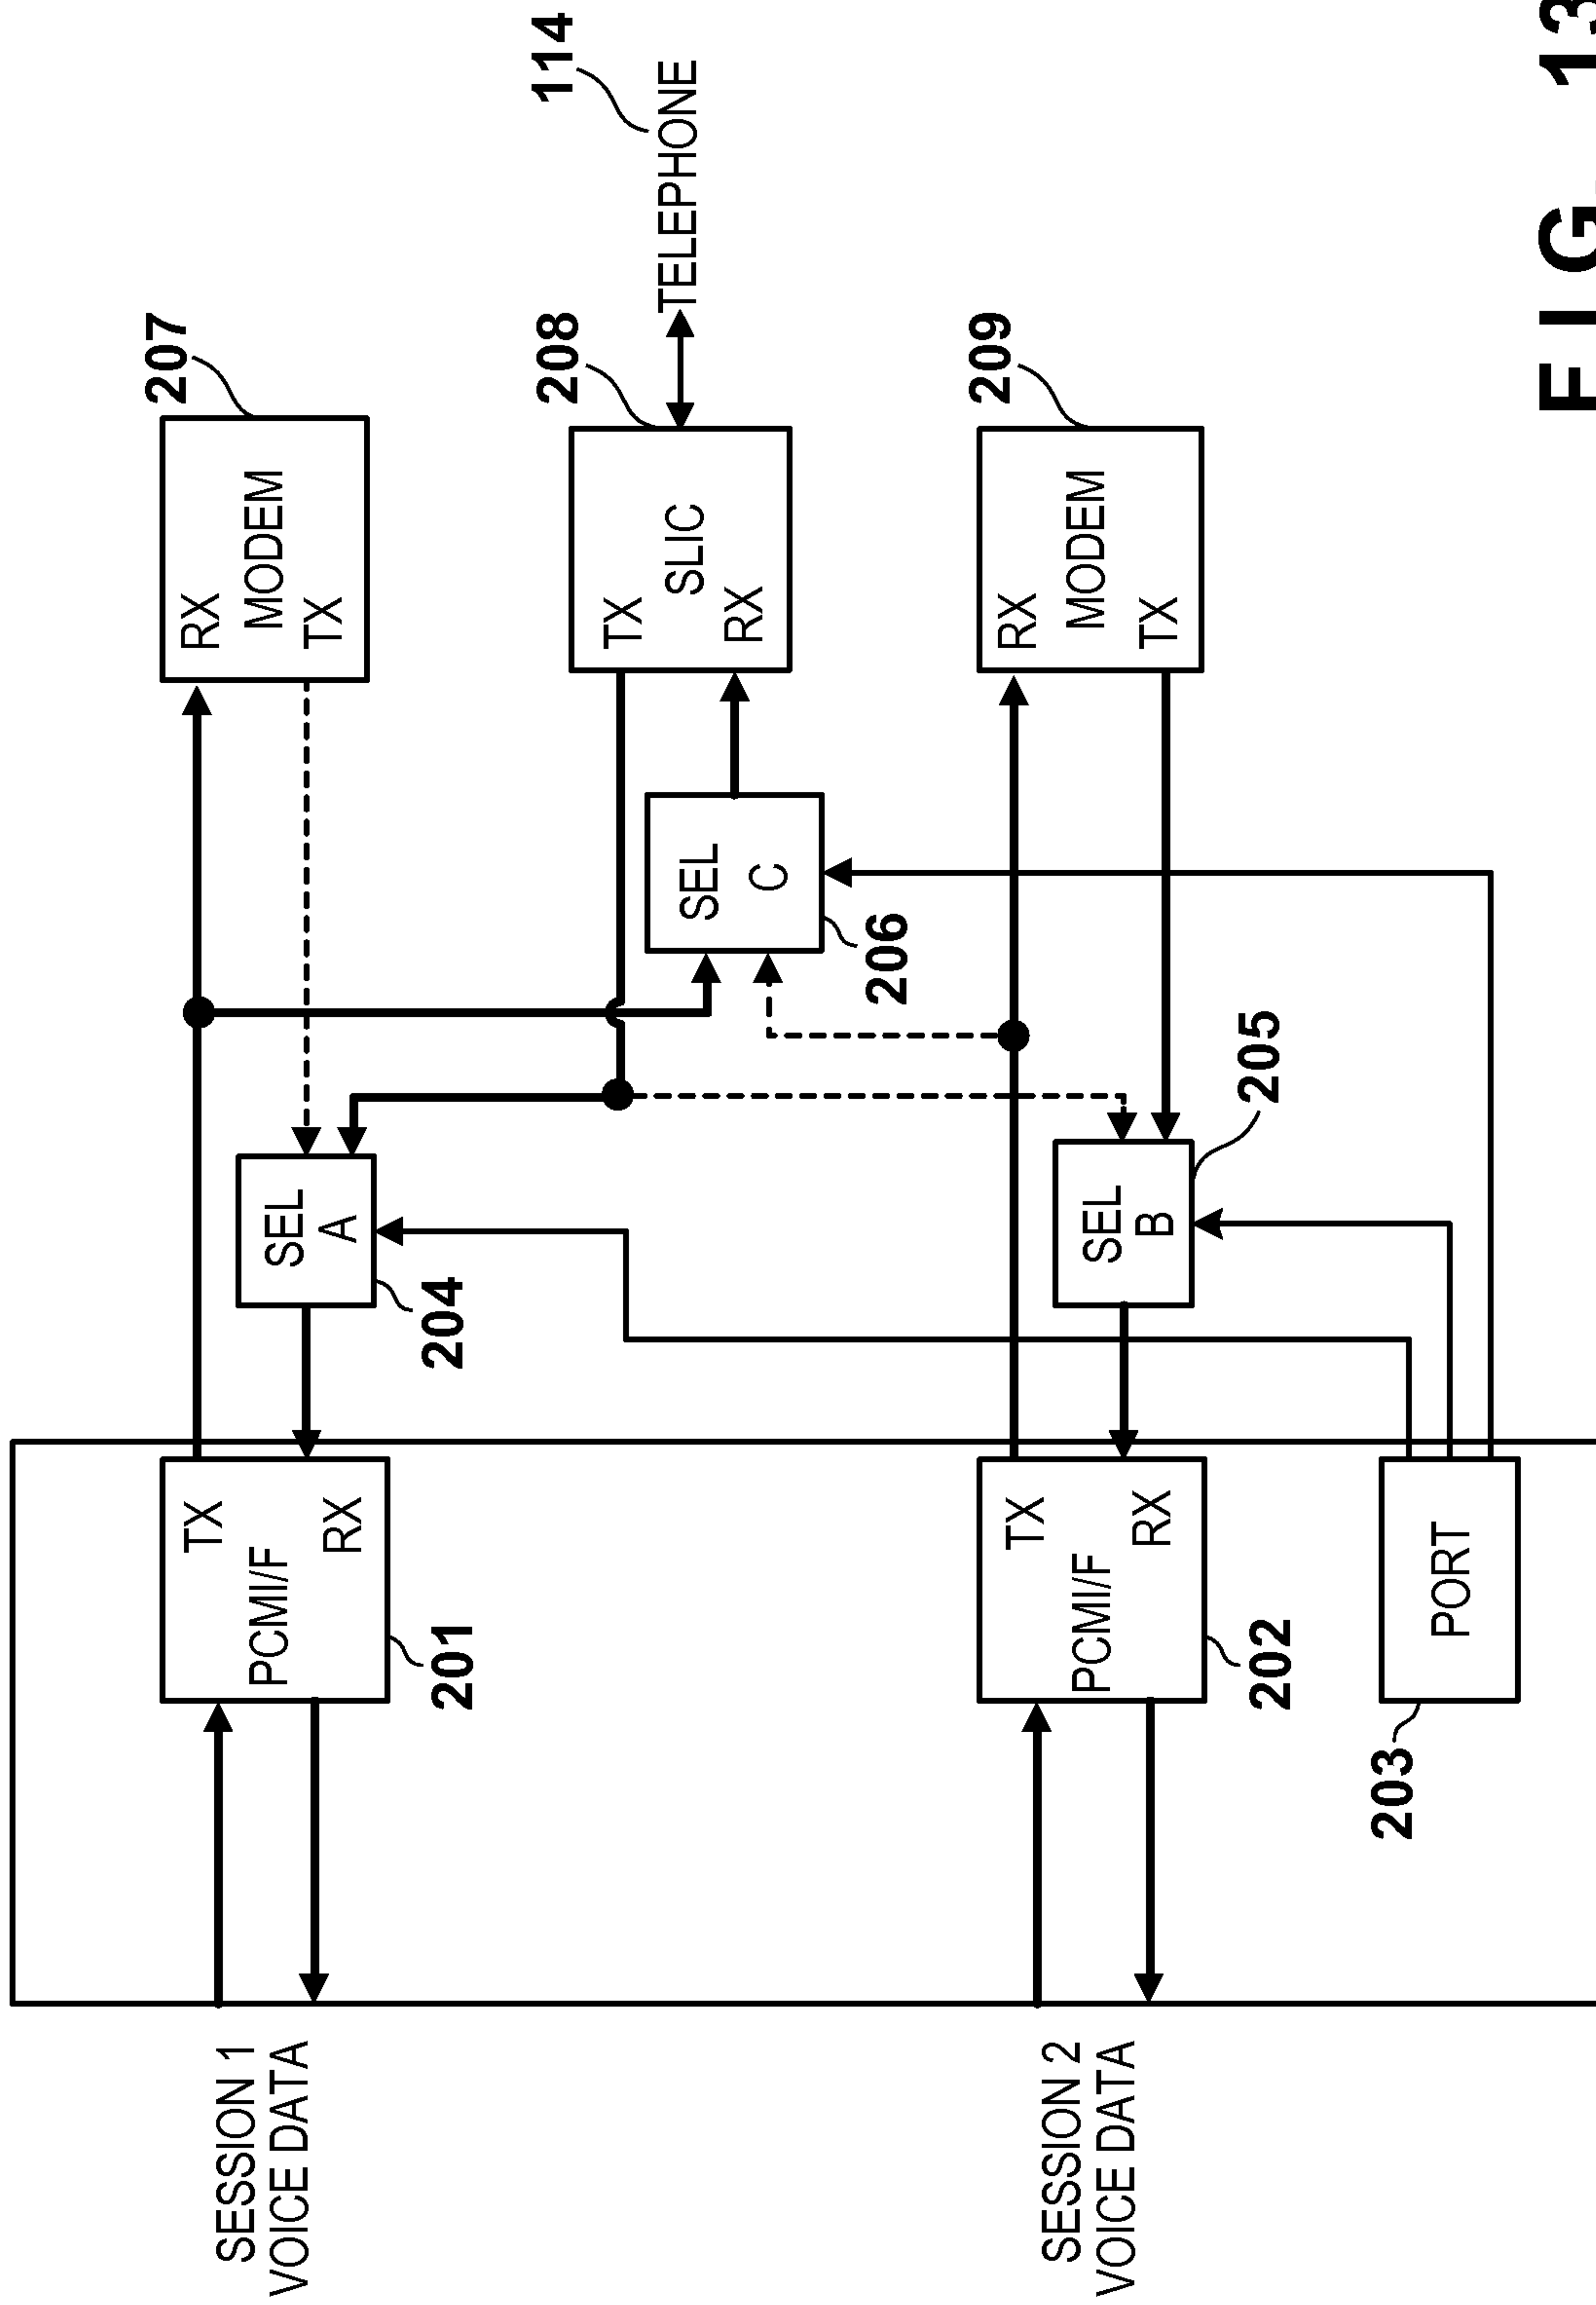 SESSION 1
VOICE DATA
TX
PCMI/F
RX
201
SEL
A
204
RX
MODEM
TX
207
TX
SLIC
RX
208
TELEPHONE
114
SEL
C
206
SESSION 2
VOICE DATA
TX
PCMI/F
RX
202
SEL
B
205
RX
MODEM
TX
209
PORT
203
FIG. 13